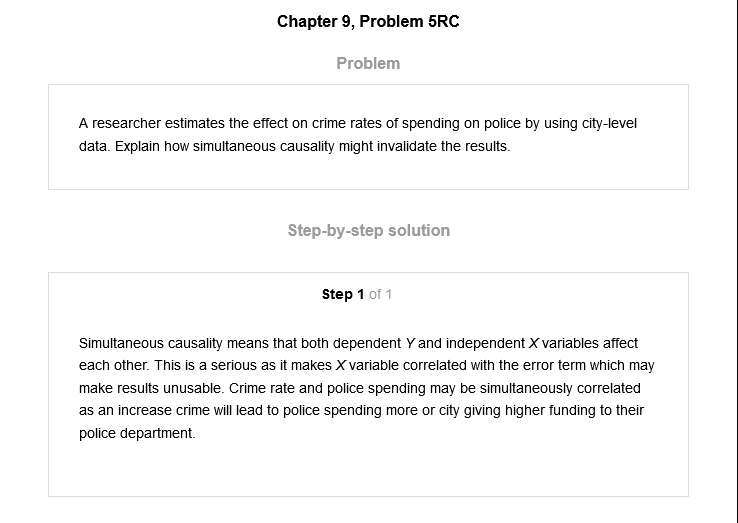 Chapter 9, Problem 5RC
Problem
A researcher estimates the effect on crime rates of spending on police by using city-level
data. Explain how simultaneous causality might invalidate the results.
Step-by-step solution
Step 1 of 1
Simultaneous causality means that both dependent Y and independent X variables affect
each other. This is a serious as it makes X variable correlated with the error term which may
make results unusable. Crime rate and police spending may be simultaneously correlated
as an increase crime will lead to police spending more or city giving higher funding to their
police department.